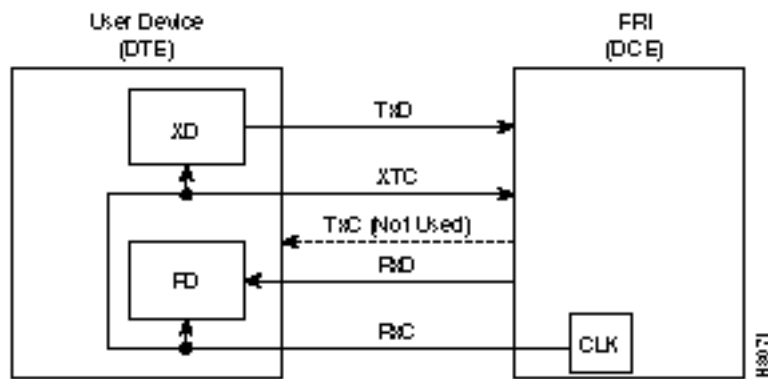 User Device
(DTE)
FRI
(DCE)
XD
TxD
XTC
TxC (Not Used)
RxD
RD
RxC
CLK
H8071